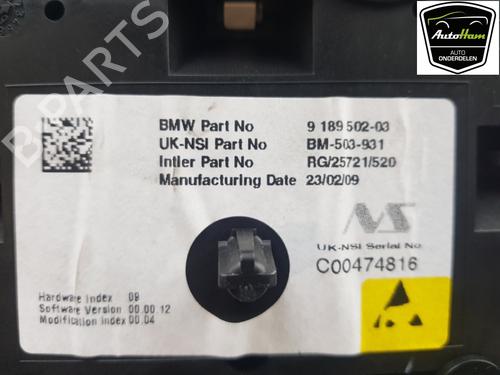 AutoHam
AUTO
ONDERDELEN
B-PARTS
BMW Part No 9 189 502-03
UK-NSI Part No BM-503-931
Intier Part No RG/25721/520
Manufacturing Date 23/02/09
NS
UK-NSI Serial No
C00474816
Hardware Index 09
Software Version 00.00.12
Modification Index 00.04